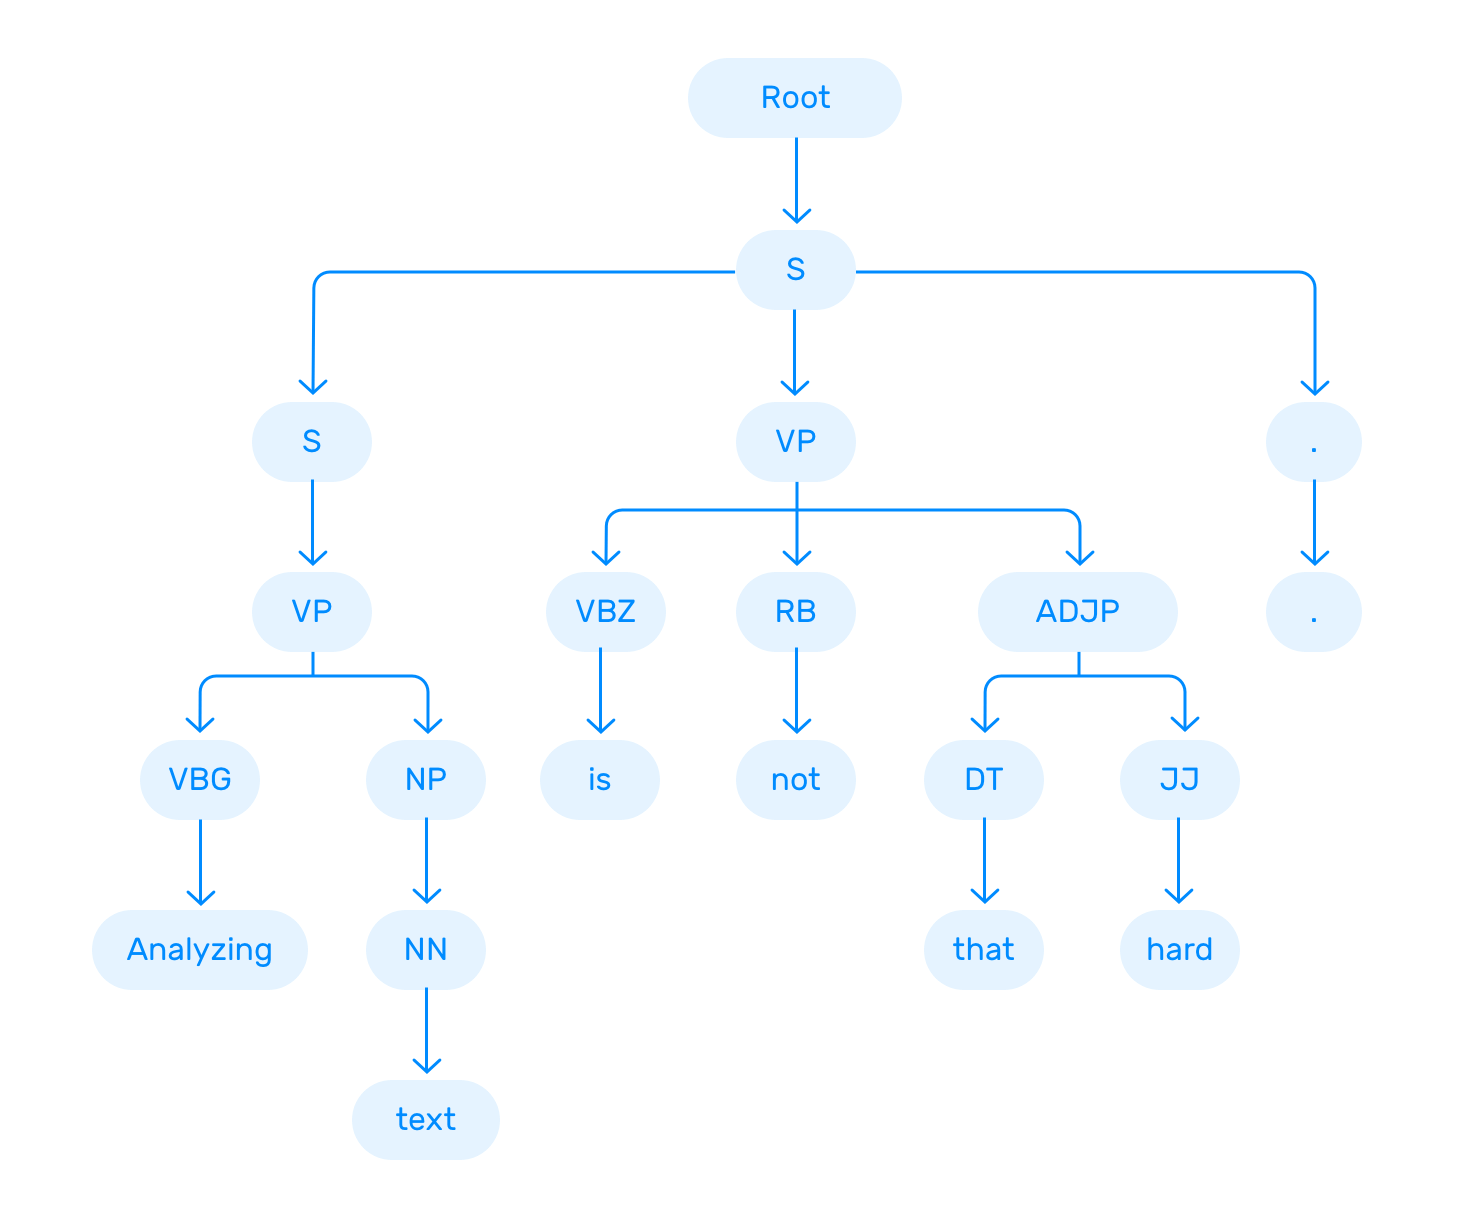 Root
S
S VP .
VP VBZ RB ADJP .
VBG NP is not DT JJ
Analyzing NN that hard
text